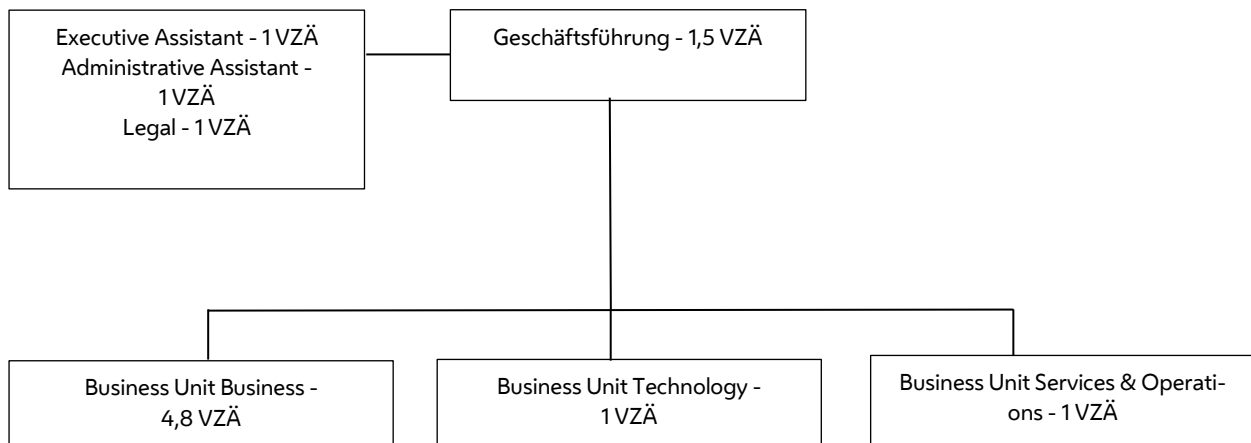 Executive Assistant - 1 VZÄ
Administrative Assistant -
1 VZÄ
Legal - 1 VZÄ
Geschäftsführung - 1,5 VZÄ
Business Unit Business -
4,8 VZÄ
Business Unit Technology -
1 VZÄ
Business Unit Services & Operati-
ons - 1 VZÄ